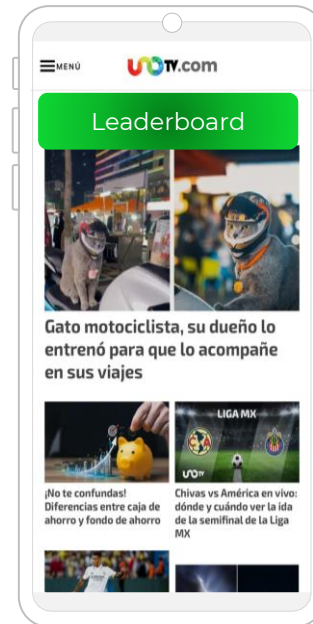 MENÚ
UNOTV.com
Leaderboard
Gato motociclista, su dueño lo
entrenó para que lo acompañe
en sus viajes
LIGA MX
UNOTV
¡No te confundas!
Diferencias entre caja de
ahorro y fondo de ahorro
Chivas vs América en vivo:
dónde y cuándo ver la ida
de la semifinal de la Liga
MX